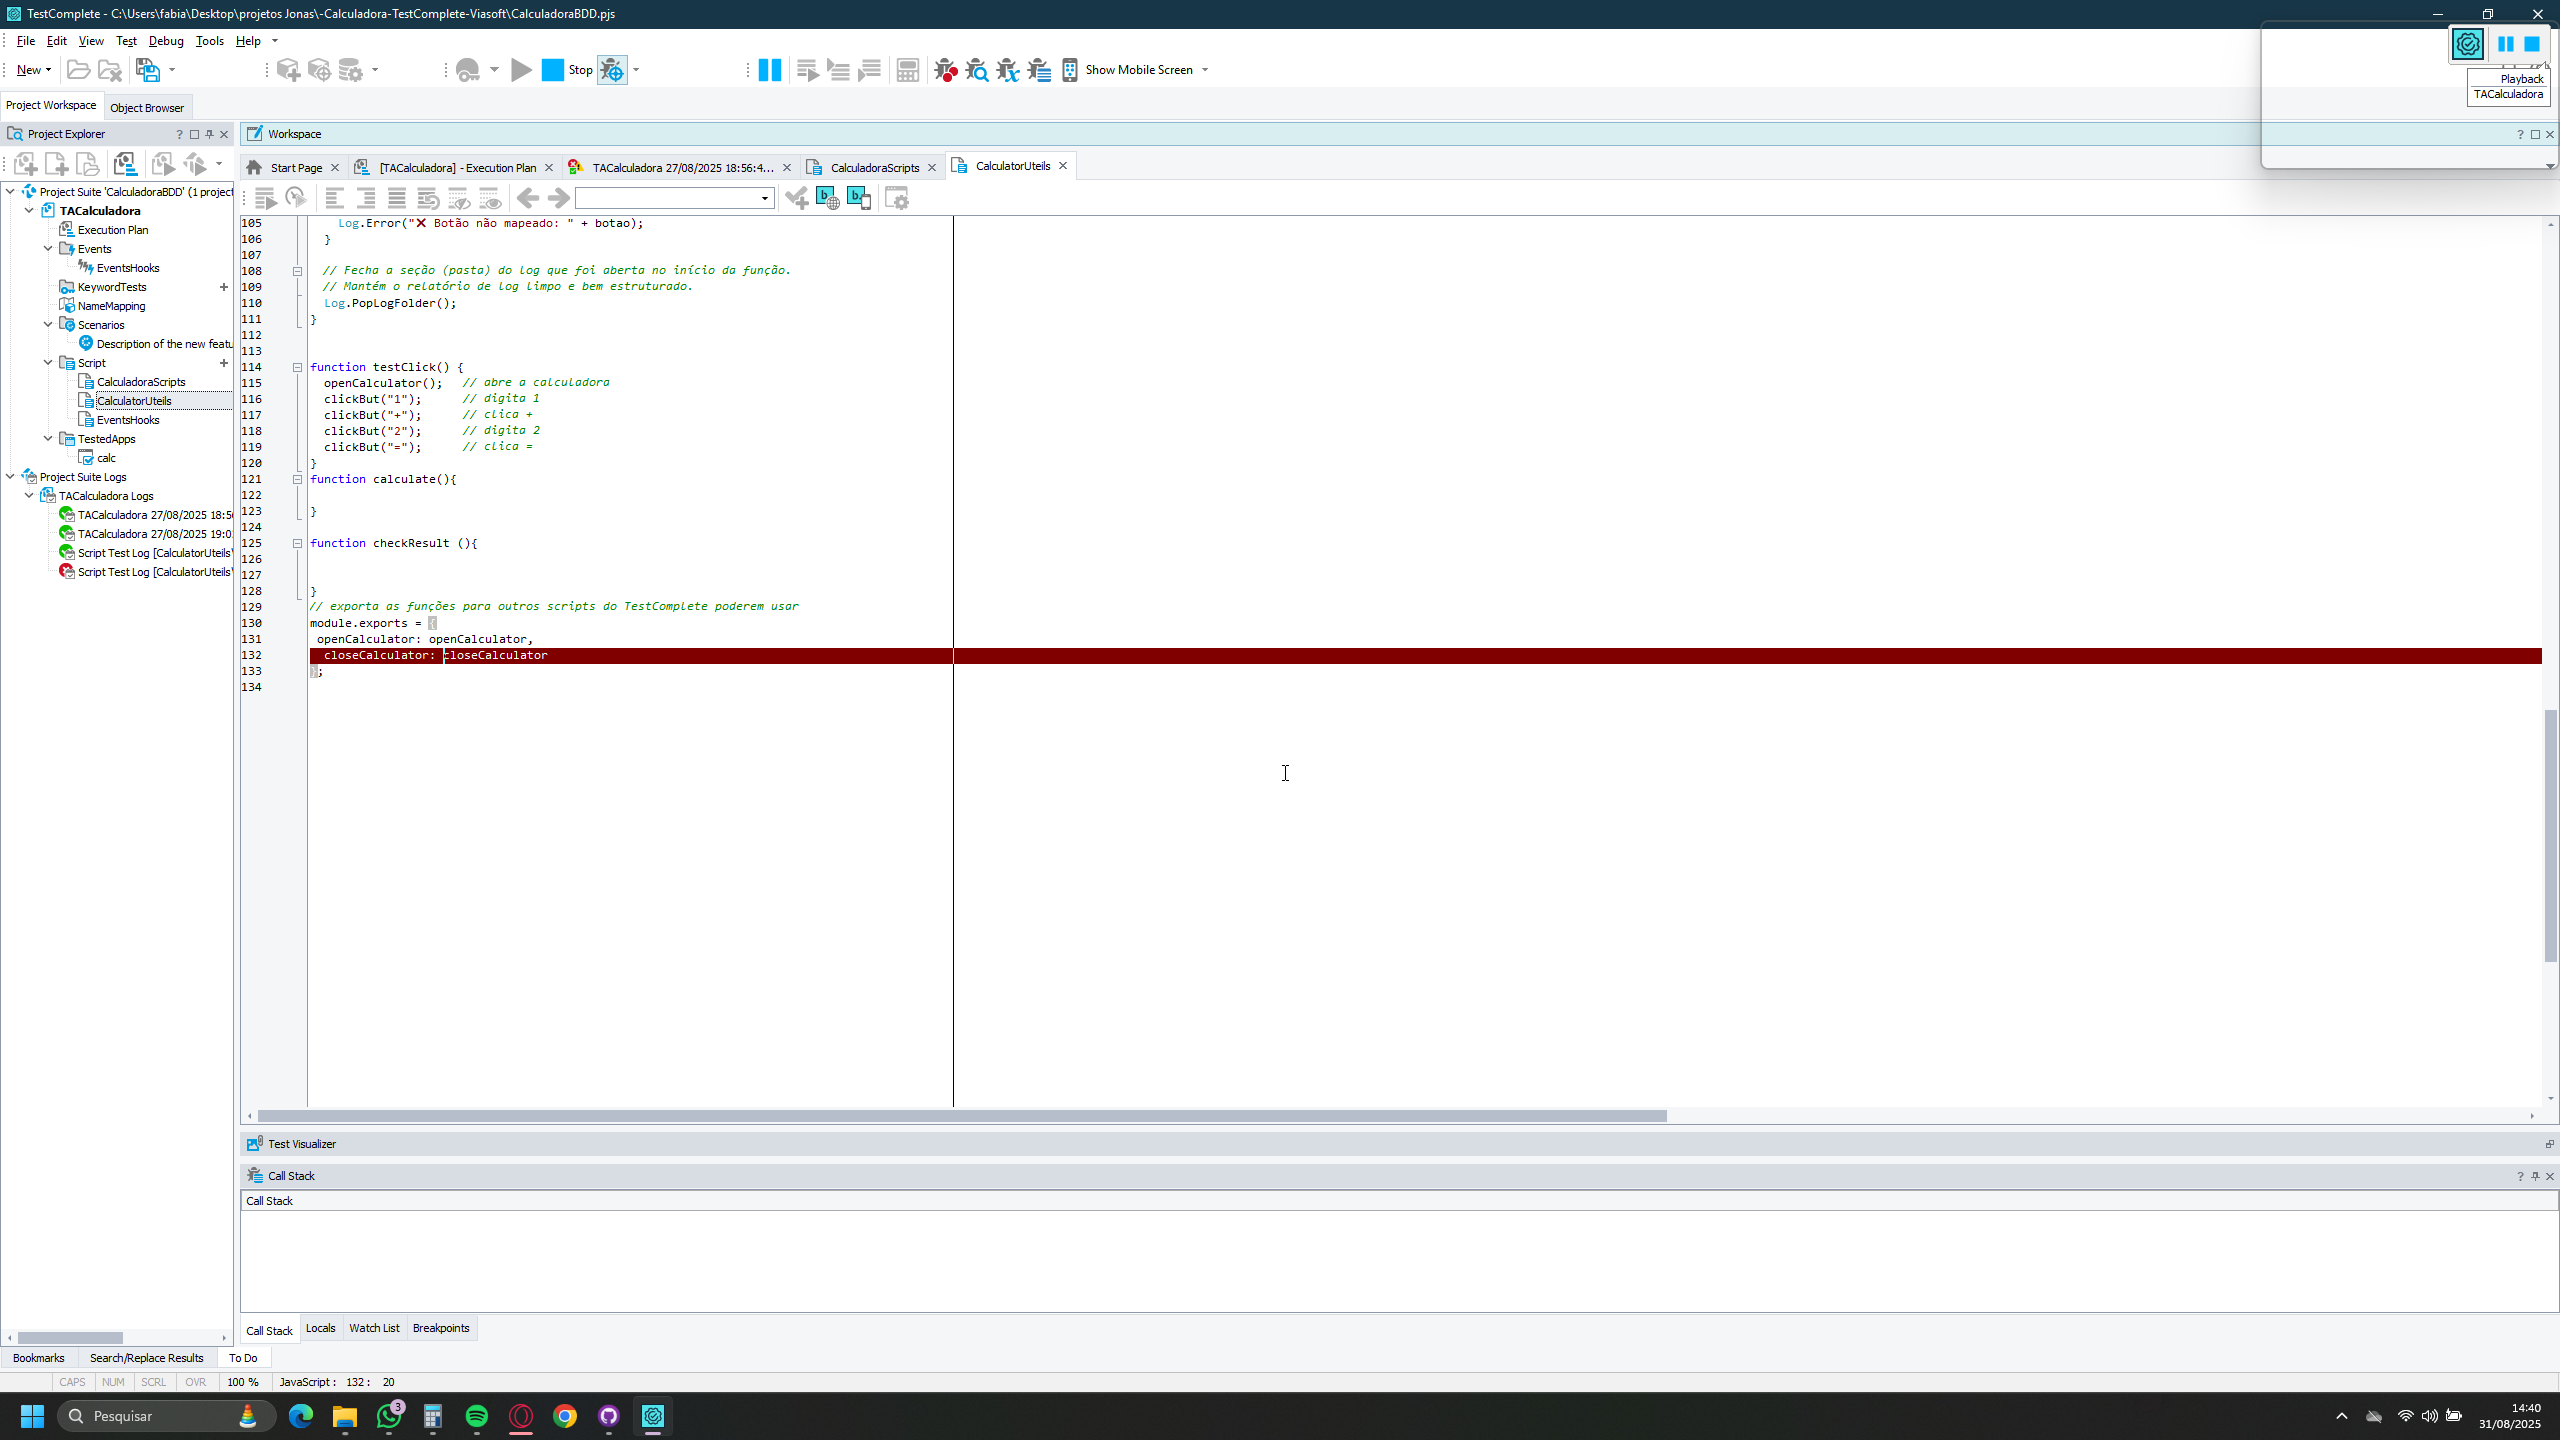 TestComplete - C:\Users\fabia\Desktop\projetos Jonas\-Calculadora-TestComplete-Viasoft\CalculadoraBDD.pjs
File Edit View Test Debug Tools Help
New Stop Show Mobile Screen
Playback
TACalculadora
Project Workspace Object Browser
Project Explorer
Workspace
Start Page [TACalculadora] - Execution Plan TACalculadora 27/08/2025 18:56:4... CalculadoraScripts CalculatorUteils
Project Suite 'CalculadoraBDD' (1 project
TACalculadora
Execution Plan
Events
EventsHooks
KeywordTests
NameMapping
Scenarios
Description of the new featu
Script
CalculadoraScripts
CalculatorUteils
EventsHooks
TestedApps
calc
Project Suite Logs
TACalculadora Logs
TACalculadora 27/08/2025 18:56
TACalculadora 27/08/2025 19:0
Script Test Log [CalculatorUteils\
Script Test Log [CalculatorUteils\
105 Log.Error("❌ Botão não mapeado: " + botao);
106 }
107
108 // Fecha a seção (pasta) do log que foi aberta no início da função.
109 // Mantém o relatório de log limpo e bem estruturado.
110 Log.PopLogFolder();
111 }
112
113
114 function testClick() {
115 openCalculator(); // abre a calculadora
116 clickBut("1"); // digita 1
117 clickBut("+"); // clica +
118 clickBut("2"); // digita 2
119 clickBut("="); // clica =
120 }
121 function calculate(){
122
123 }
124
125 function checkResult (){
126
127
128 }
129 // exporta as funções para outros scripts do TestComplete poderem usar
130 module.exports = {
131 openCalculator: openCalculator,
132 closeCalculator: closeCalculator
133 };
134
Test Visualizer
Call Stack
Call Stack
Call Stack Locals Watch List Breakpoints
Bookmarks Search/Replace Results To Do
CAPS NUM SCRL OVR 100 % JavaScript : 132 : 20
Pesquisar
3
14:40
31/08/2025